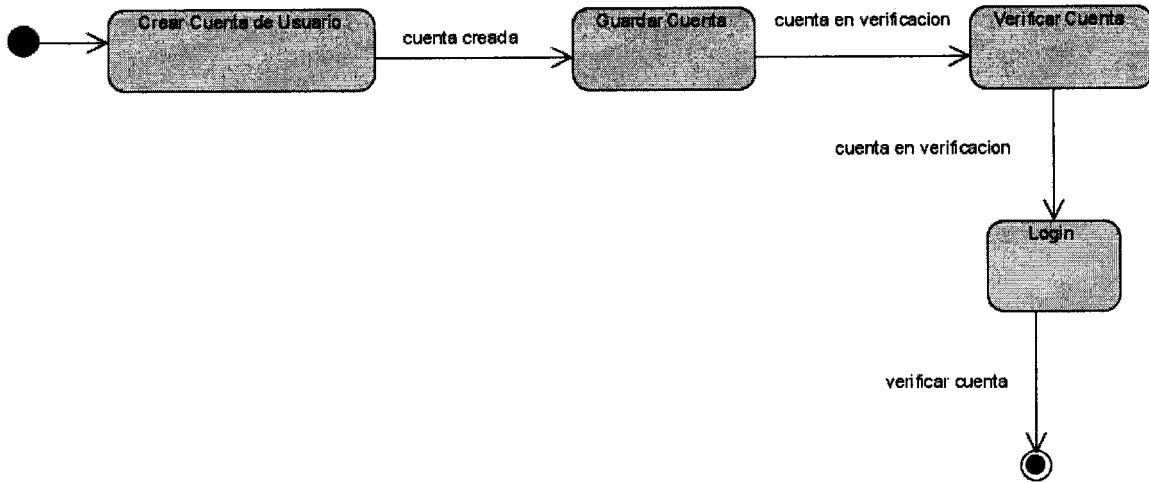 Crear Cuenta de Usuario
cuenta creada
Guardar Cuenta
cuenta en verificacion
Verificar Cuenta
cuenta en verificacion
Login
verificar cuenta